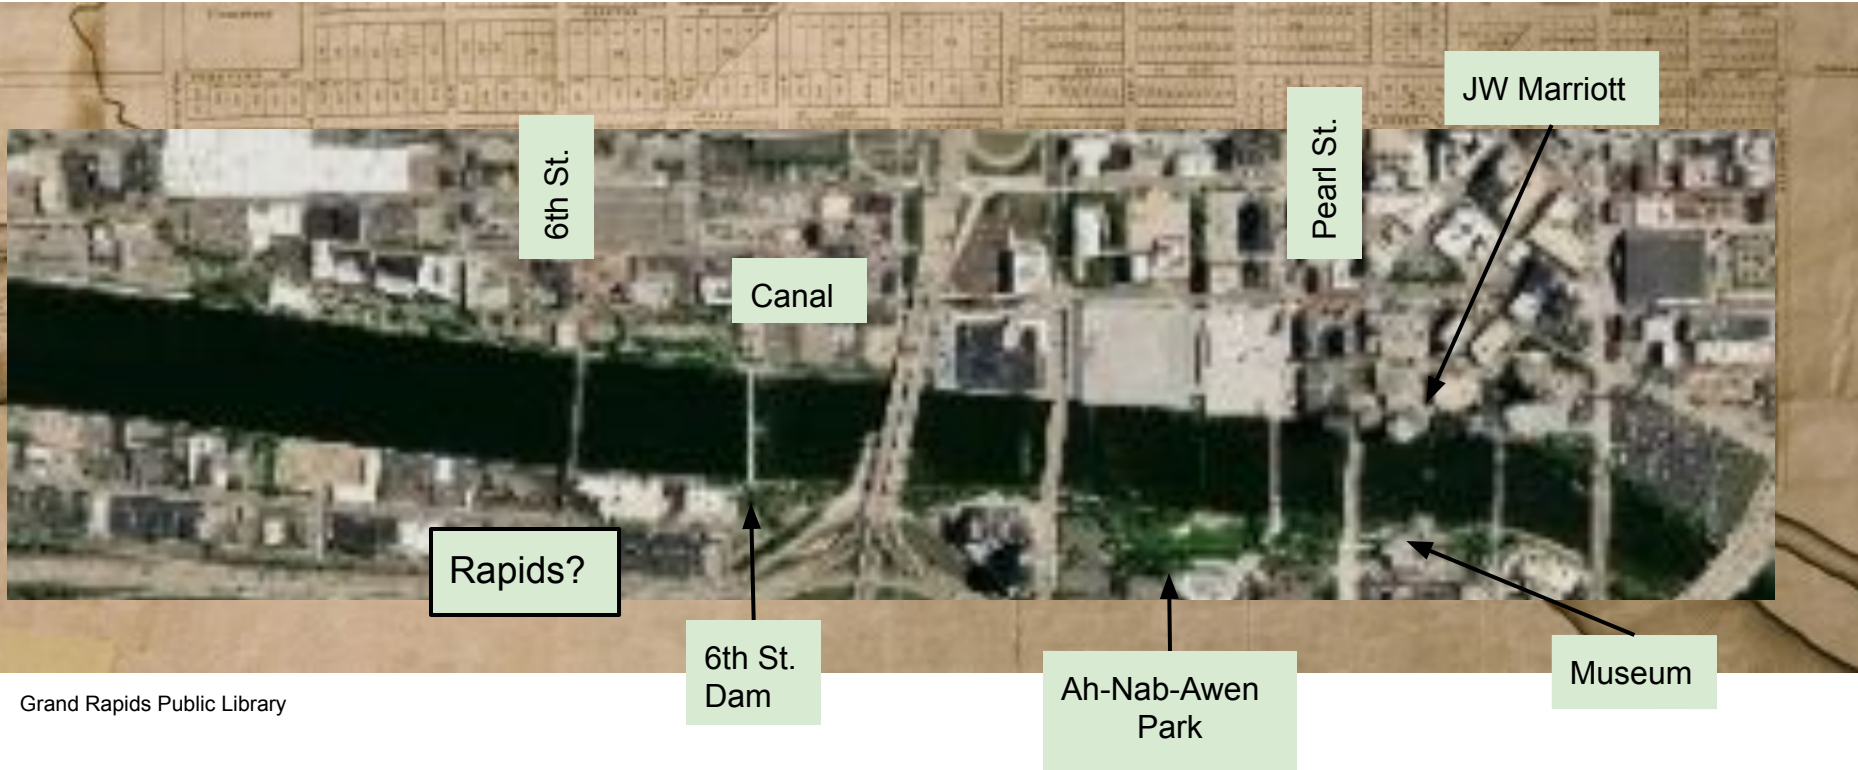 JW Marriott
6th St.
Pearl St.
Canal
Rapids?
6th St.
Dam
Ah-Nab-Awen
Park
Museum
Grand Rapids Public Library